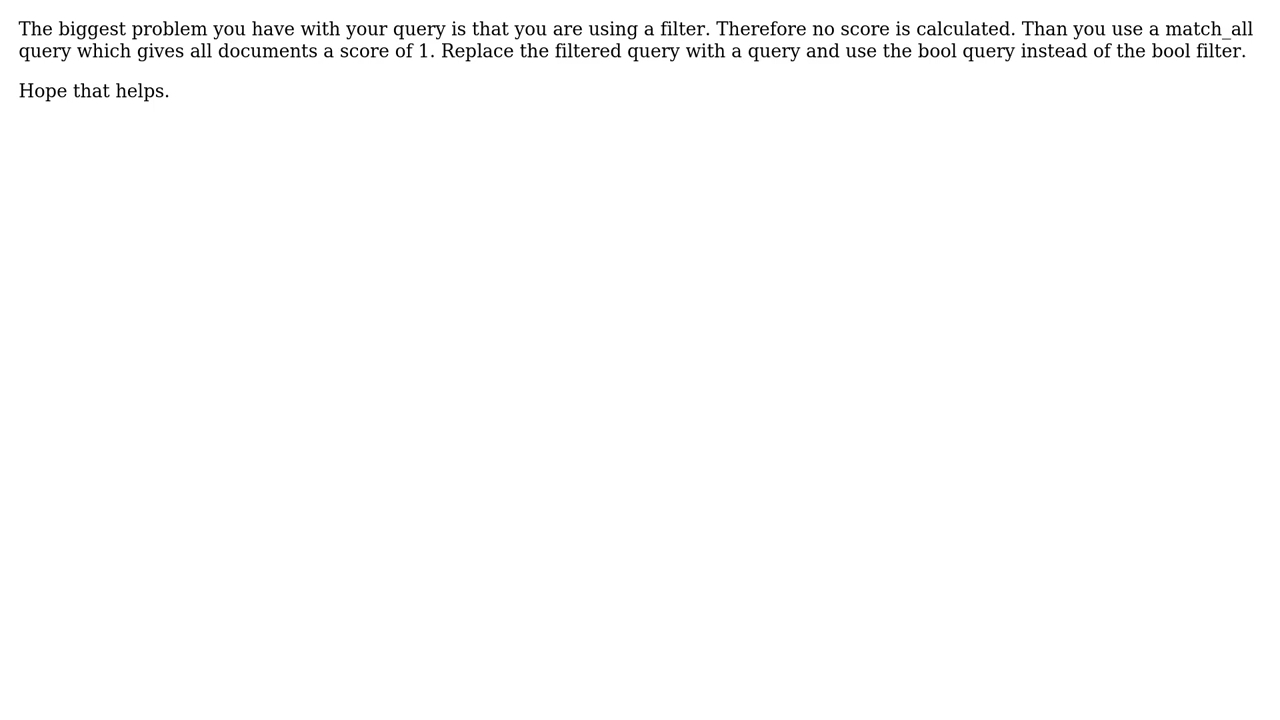 The biggest problem you have with your query is that you are using a filter. Therefore no score is calculated. Than you use a match_all
query which gives all documents a score of 1. Replace the filtered query with a query and use the bool query instead of the bool filter.
Hope that helps.